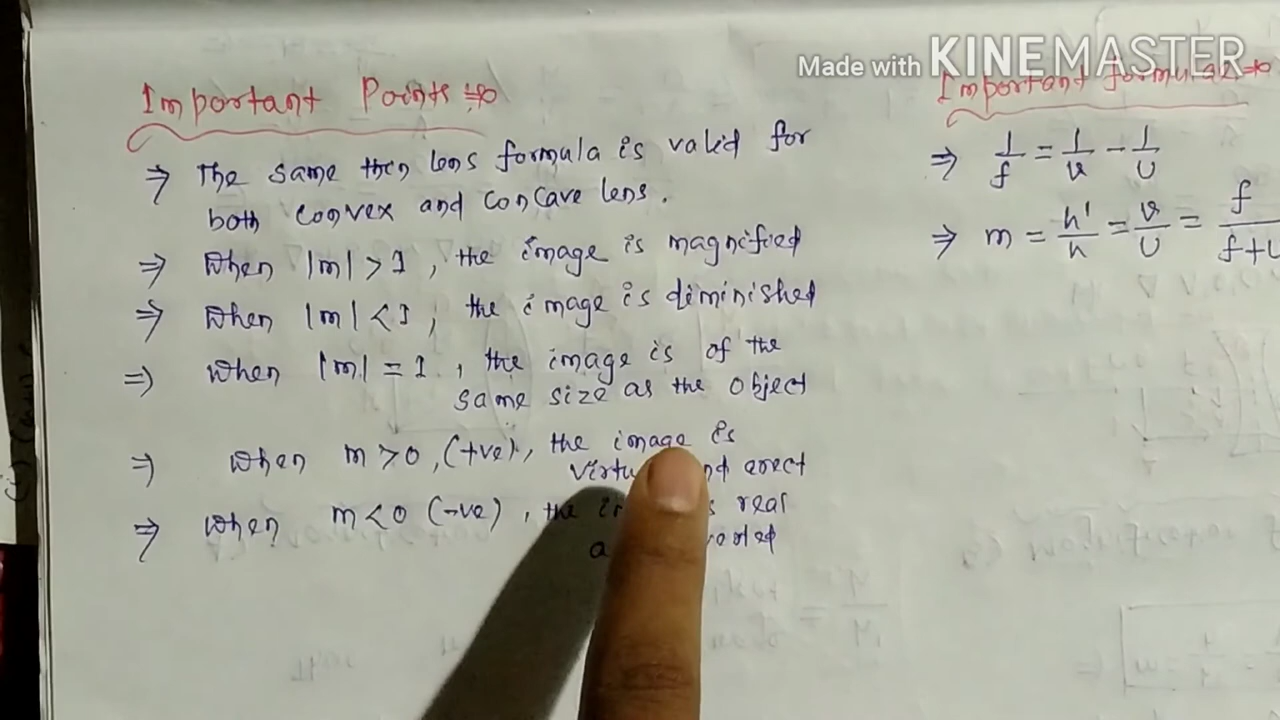 Made with KINEMASTER
Important Points ⇒
⇒ The same then lens formula is valid for
both convex and concave lens.
⇒ When |m| > 1, the image is magnified
⇒ When |m| < 1, the image is diminished
⇒ When |m| = 1, the image is of the
same size as the object
⇒ When m > 0, (+ve), the image is
erect
⇒ When m < 0 (-ve), the real
Important formulae ⇒
⇒ 1/f = 1/v - 1/u
⇒ m = h'/h = v/u = f/f+u